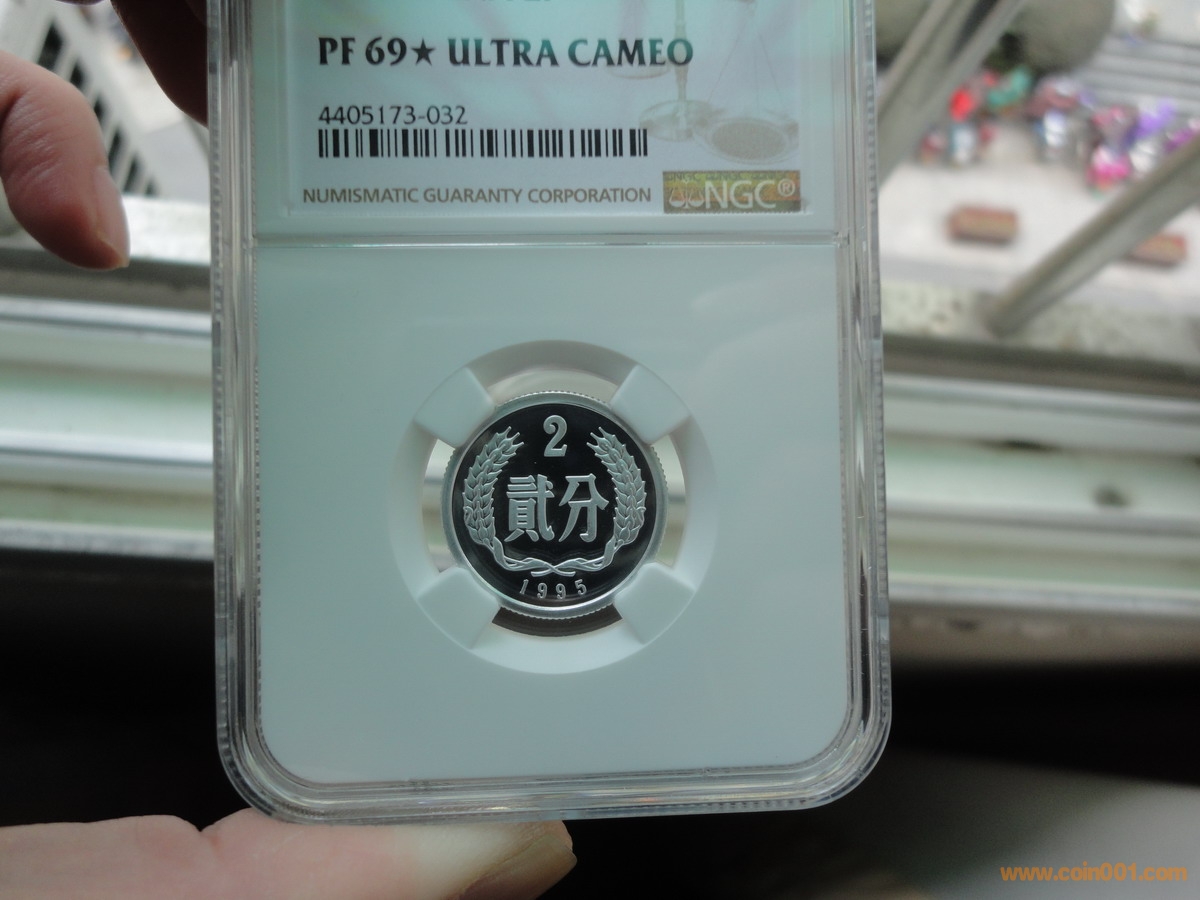 PF 69★ ULTRA CAMEO
4405173-032
NUMISMATIC GUARANTY CORPORATION
NGC®
2
貳分
1995
www.coin001.com